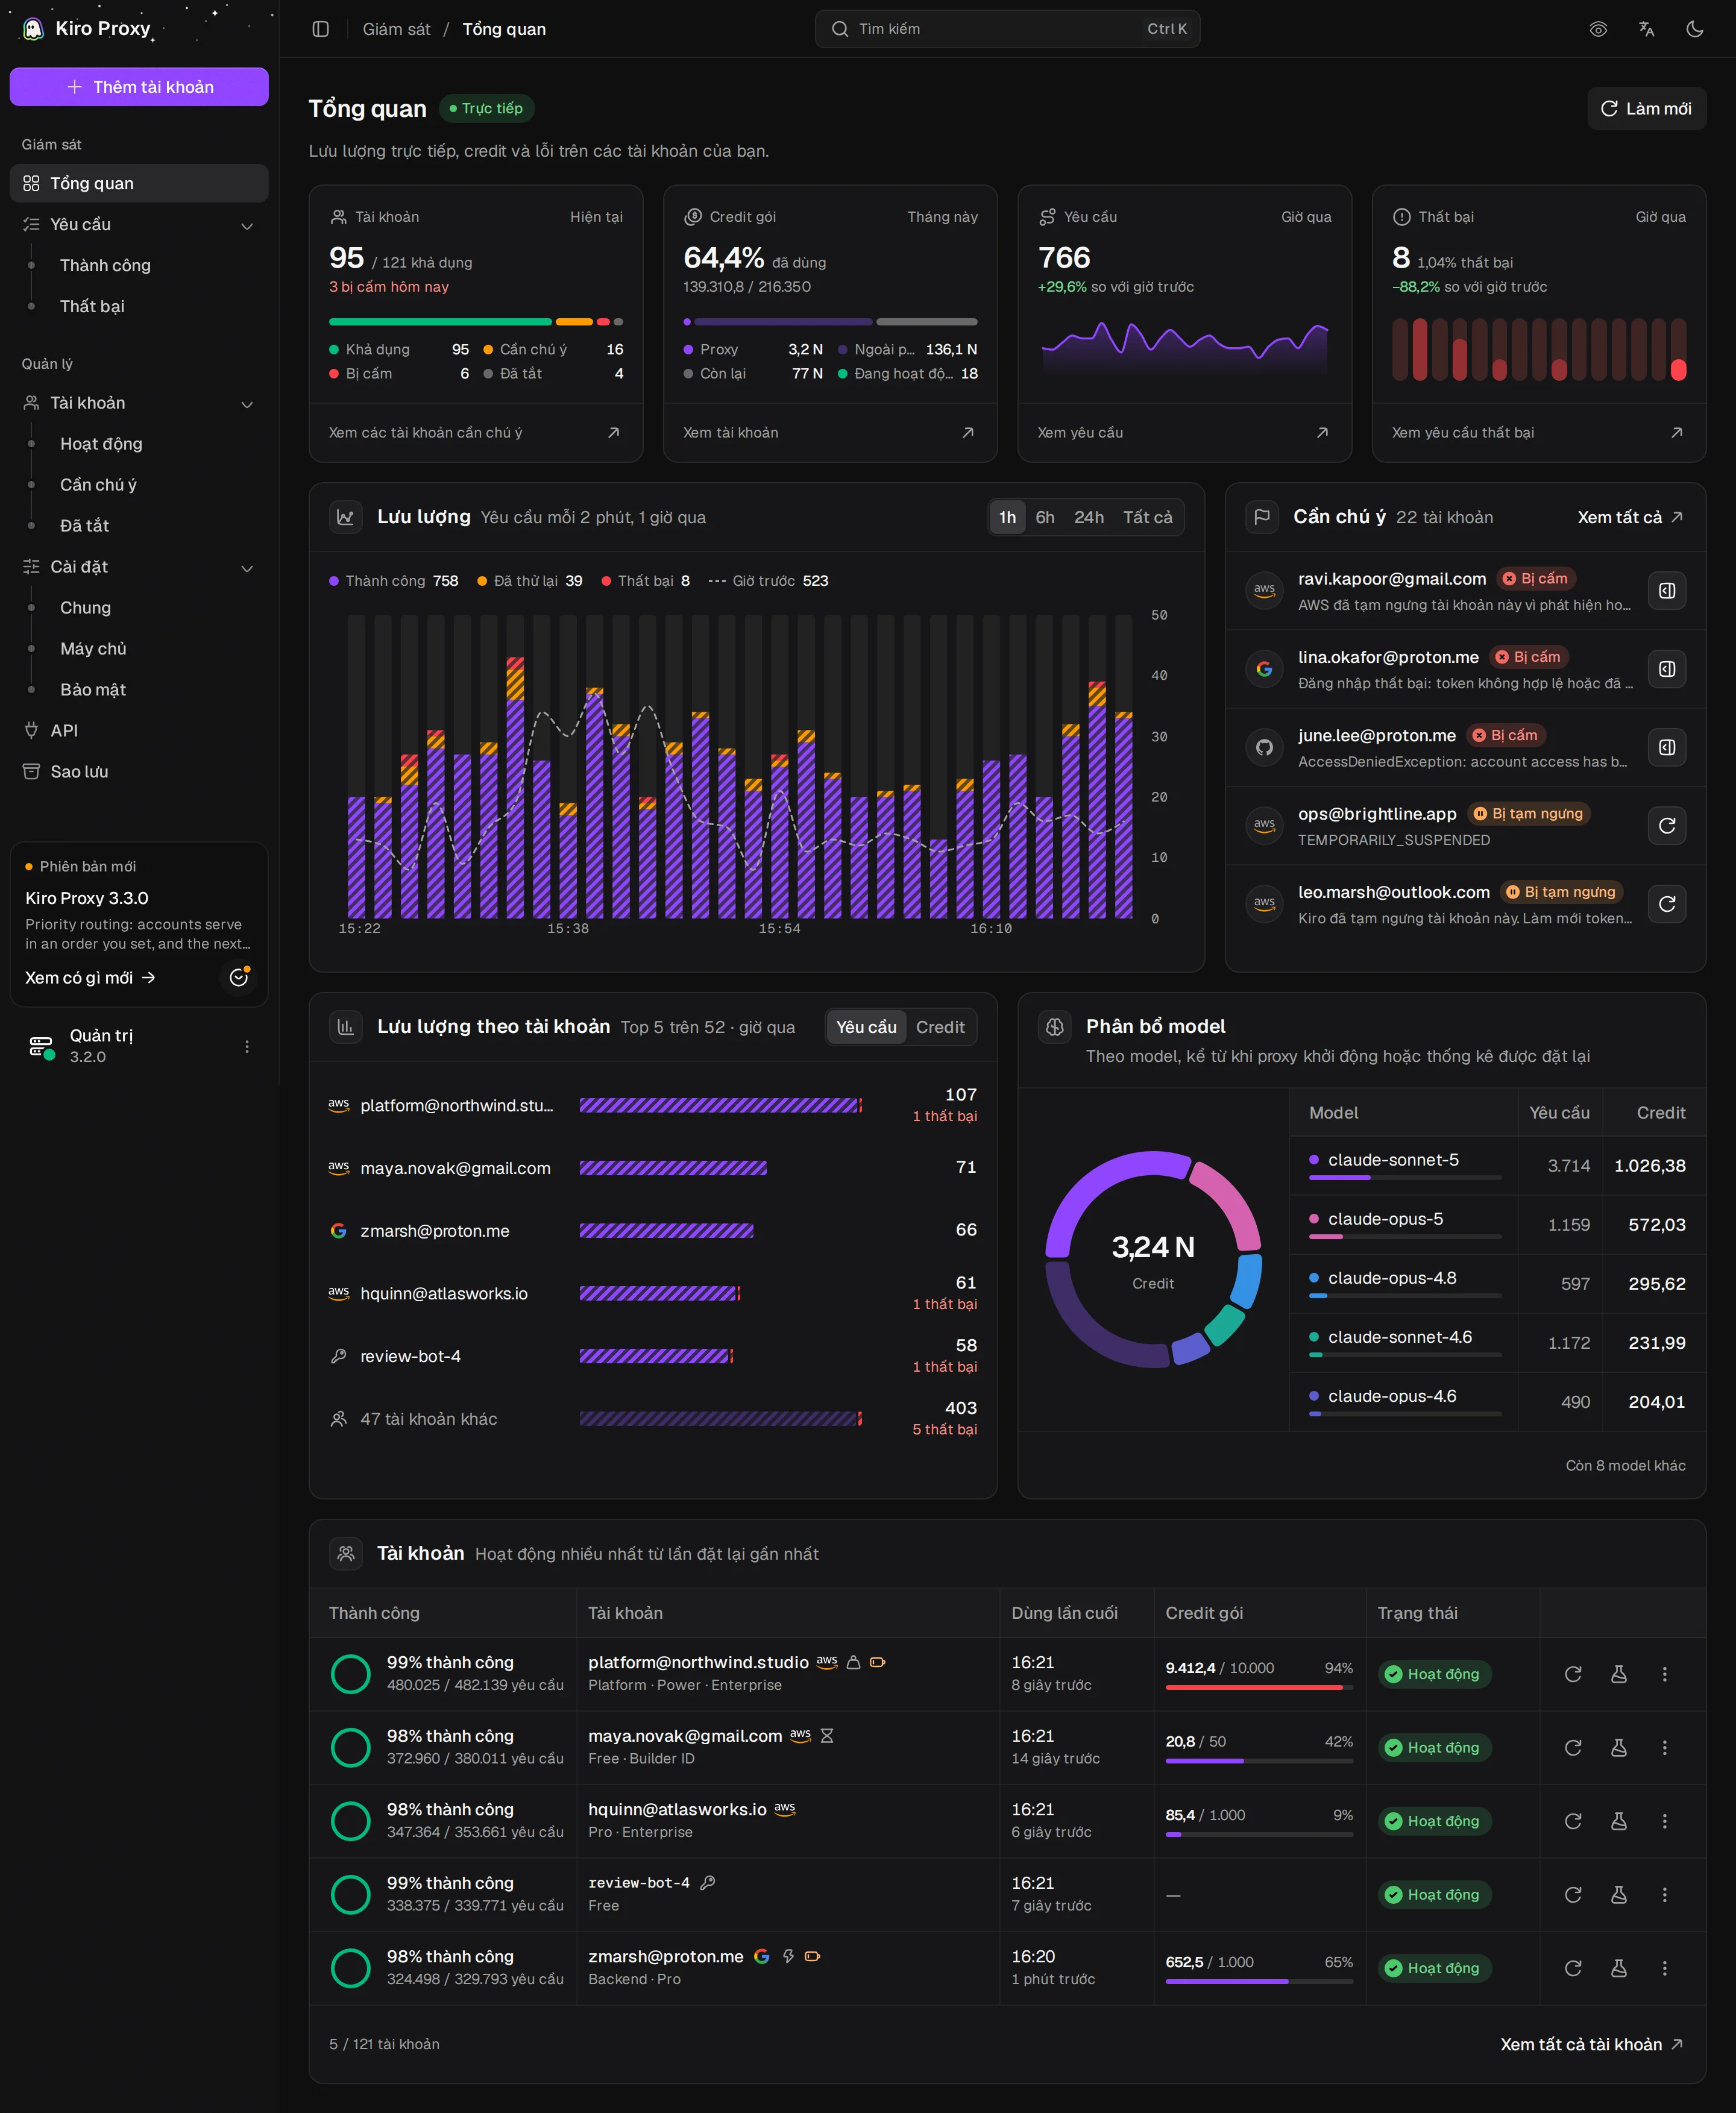 Kiro Proxy
Thêm tài khoản
Giám sát
Tổng quan
Yêu cầu
Thành công
Thất bại
Quản lý
Tài khoản
Hoạt động
Cần chú ý
Đã tắt
Cài đặt
Chung
Máy chủ
Bảo mật
API
Sao lưu
Phiên bản mới
Kiro Proxy 3.3.0
Priority routing: accounts serve
in an order you set, and the next...
Xem có gì mới
Quản trị
3.2.0
Giám sát / Tổng quan
Tìm kiếm Ctrl K
Tổng quan Trực tiếp
Làm mới
Lưu lượng trực tiếp, credit và lỗi trên các tài khoản của bạn.
Tài khoản Hiện tại
95 / 121 khả dụng
3 bị cấm hôm nay
Khả dụng 95 Cần chú ý 16
Bị cấm 6 Đã tắt 4
Xem các tài khoản cần chú ý
Credit gói Tháng này
64,4% đã dùng
139.310,8 / 216.350
Proxy 3,2 N Ngoài p... 136,1 N
Còn lại 77 N Đang hoạt độ... 18
Xem tài khoản
Yêu cầu Giờ qua
766
+29,6% so với giờ trước
Xem yêu cầu
Thất bại Giờ qua
8 1,04% thất bại
−88,2% so với giờ trước
Xem yêu cầu thất bại
Lưu lượng Yêu cầu mỗi 2 phút, 1 giờ qua
1h 6h 24h Tất cả
Thành công 758 Đã thử lại 39 Thất bại 8 Giờ trước 523
50
40
30
20
10
0
15:22 15:38 15:54 16:10
Cần chú ý 22 tài khoản Xem tất cả
aws ravi.kapoor@gmail.com Bị cấm
AWS đã tạm ngưng tài khoản này vì phát hiện ho...
lina.okafor@proton.me Bị cấm
Đăng nhập thất bại: token không hợp lệ hoặc đã ...
june.lee@proton.me Bị cấm
AccessDeniedException: account access has b...
aws ops@brightline.app Bị tạm ngưng
TEMPORARILY_SUSPENDED
aws leo.marsh@outlook.com Bị tạm ngưng
Kiro đã tạm ngưng tài khoản này. Làm mới token...
Lưu lượng theo tài khoản Top 5 trên 52 · giờ qua
Yêu cầu Credit
aws platform@northwind.stu... 107
1 thất bại
aws maya.novak@gmail.com 71
zmarsh@proton.me 66
aws hquinn@atlasworks.io 61
1 thất bại
review-bot-4 58
1 thất bại
47 tài khoản khác 403
5 thất bại
Phân bổ model
Theo model, kể từ khi proxy khởi động hoặc thống kê được đặt lại
3,24 N
Credit
Model Yêu cầu Credit
claude-sonnet-5 3.714 1.026,38
claude-opus-5 1.159 572,03
claude-opus-4.8 597 295,62
claude-sonnet-4.6 1.172 231,99
claude-opus-4.6 490 204,01
Còn 8 model khác
Tài khoản Hoạt động nhiều nhất từ lần đặt lại gần nhất
Thành công Tài khoản Dùng lần cuối Credit gói Trạng thái
99% thành công platform@northwind.studio aws 16:21 9.412,4 / 10.000 94% Hoạt động
480.025 / 482.139 yêu cầu Platform · Power · Enterprise 8 giây trước
98% thành công maya.novak@gmail.com aws 16:21 20,8 / 50 42% Hoạt động
372.960 / 380.011 yêu cầu Free · Builder ID 14 giây trước
98% thành công hquinn@atlasworks.io aws 16:21 85,4 / 1.000 9% Hoạt động
347.364 / 353.661 yêu cầu Pro · Enterprise 6 giây trước
99% thành công review-bot-4 16:21 — Hoạt động
338.375 / 339.771 yêu cầu Free 7 giây trước
98% thành công zmarsh@proton.me 16:20 652,5 / 1.000 65% Hoạt động
324.498 / 329.793 yêu cầu Backend · Pro 1 phút trước
5 / 121 tài khoản Xem tất cả tài khoản